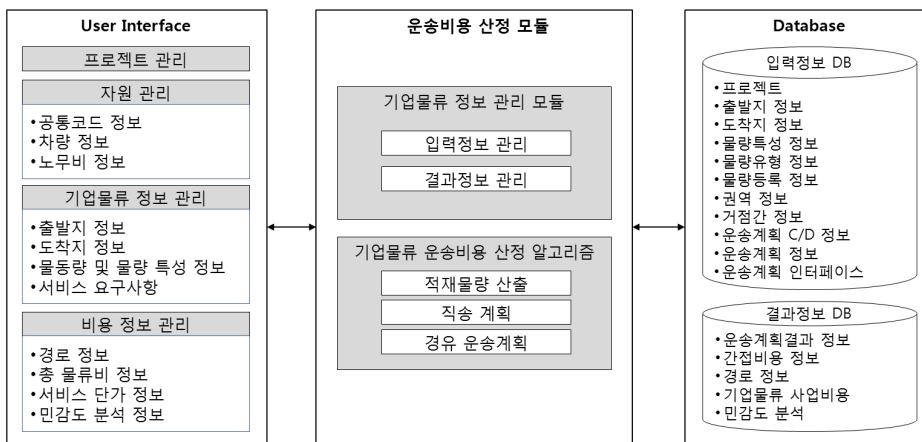 User Interface
프로젝트 관리
자원 관리
•공통코드 정보
•차량 정보
•노무비 정보
기업물류 정보 관리
•출발지 정보
•도착지 정보
•물동량 및 물량 특성 정보
•서비스 요구사항
비용 정보 관리
•경로 정보
•총 물류비 정보
•서비스 단가 정보
•민감도 분석 정보
운송비용 산정 모듈
기업물류 정보 관리 모듈
입력정보 관리
결과정보 관리
기업물류 운송비용 산정 알고리즘
적재물량 산출
직송 계획
경유 운송계획
Database
입력정보 DB
•프로젝트
•출발지 정보
•도착지 정보
•물량특성 정보
•물량유형 정보
•물량등록 정보
•권역 정보
•거점간 정보
•운송계획 C/D 정보
•운송계획 정보
•운송계획 인터페이스
결과정보 DB
•운송계획결과 정보
•간접비용 정보
•경로 정보
•기업물류 사업비용
•민감도 분석